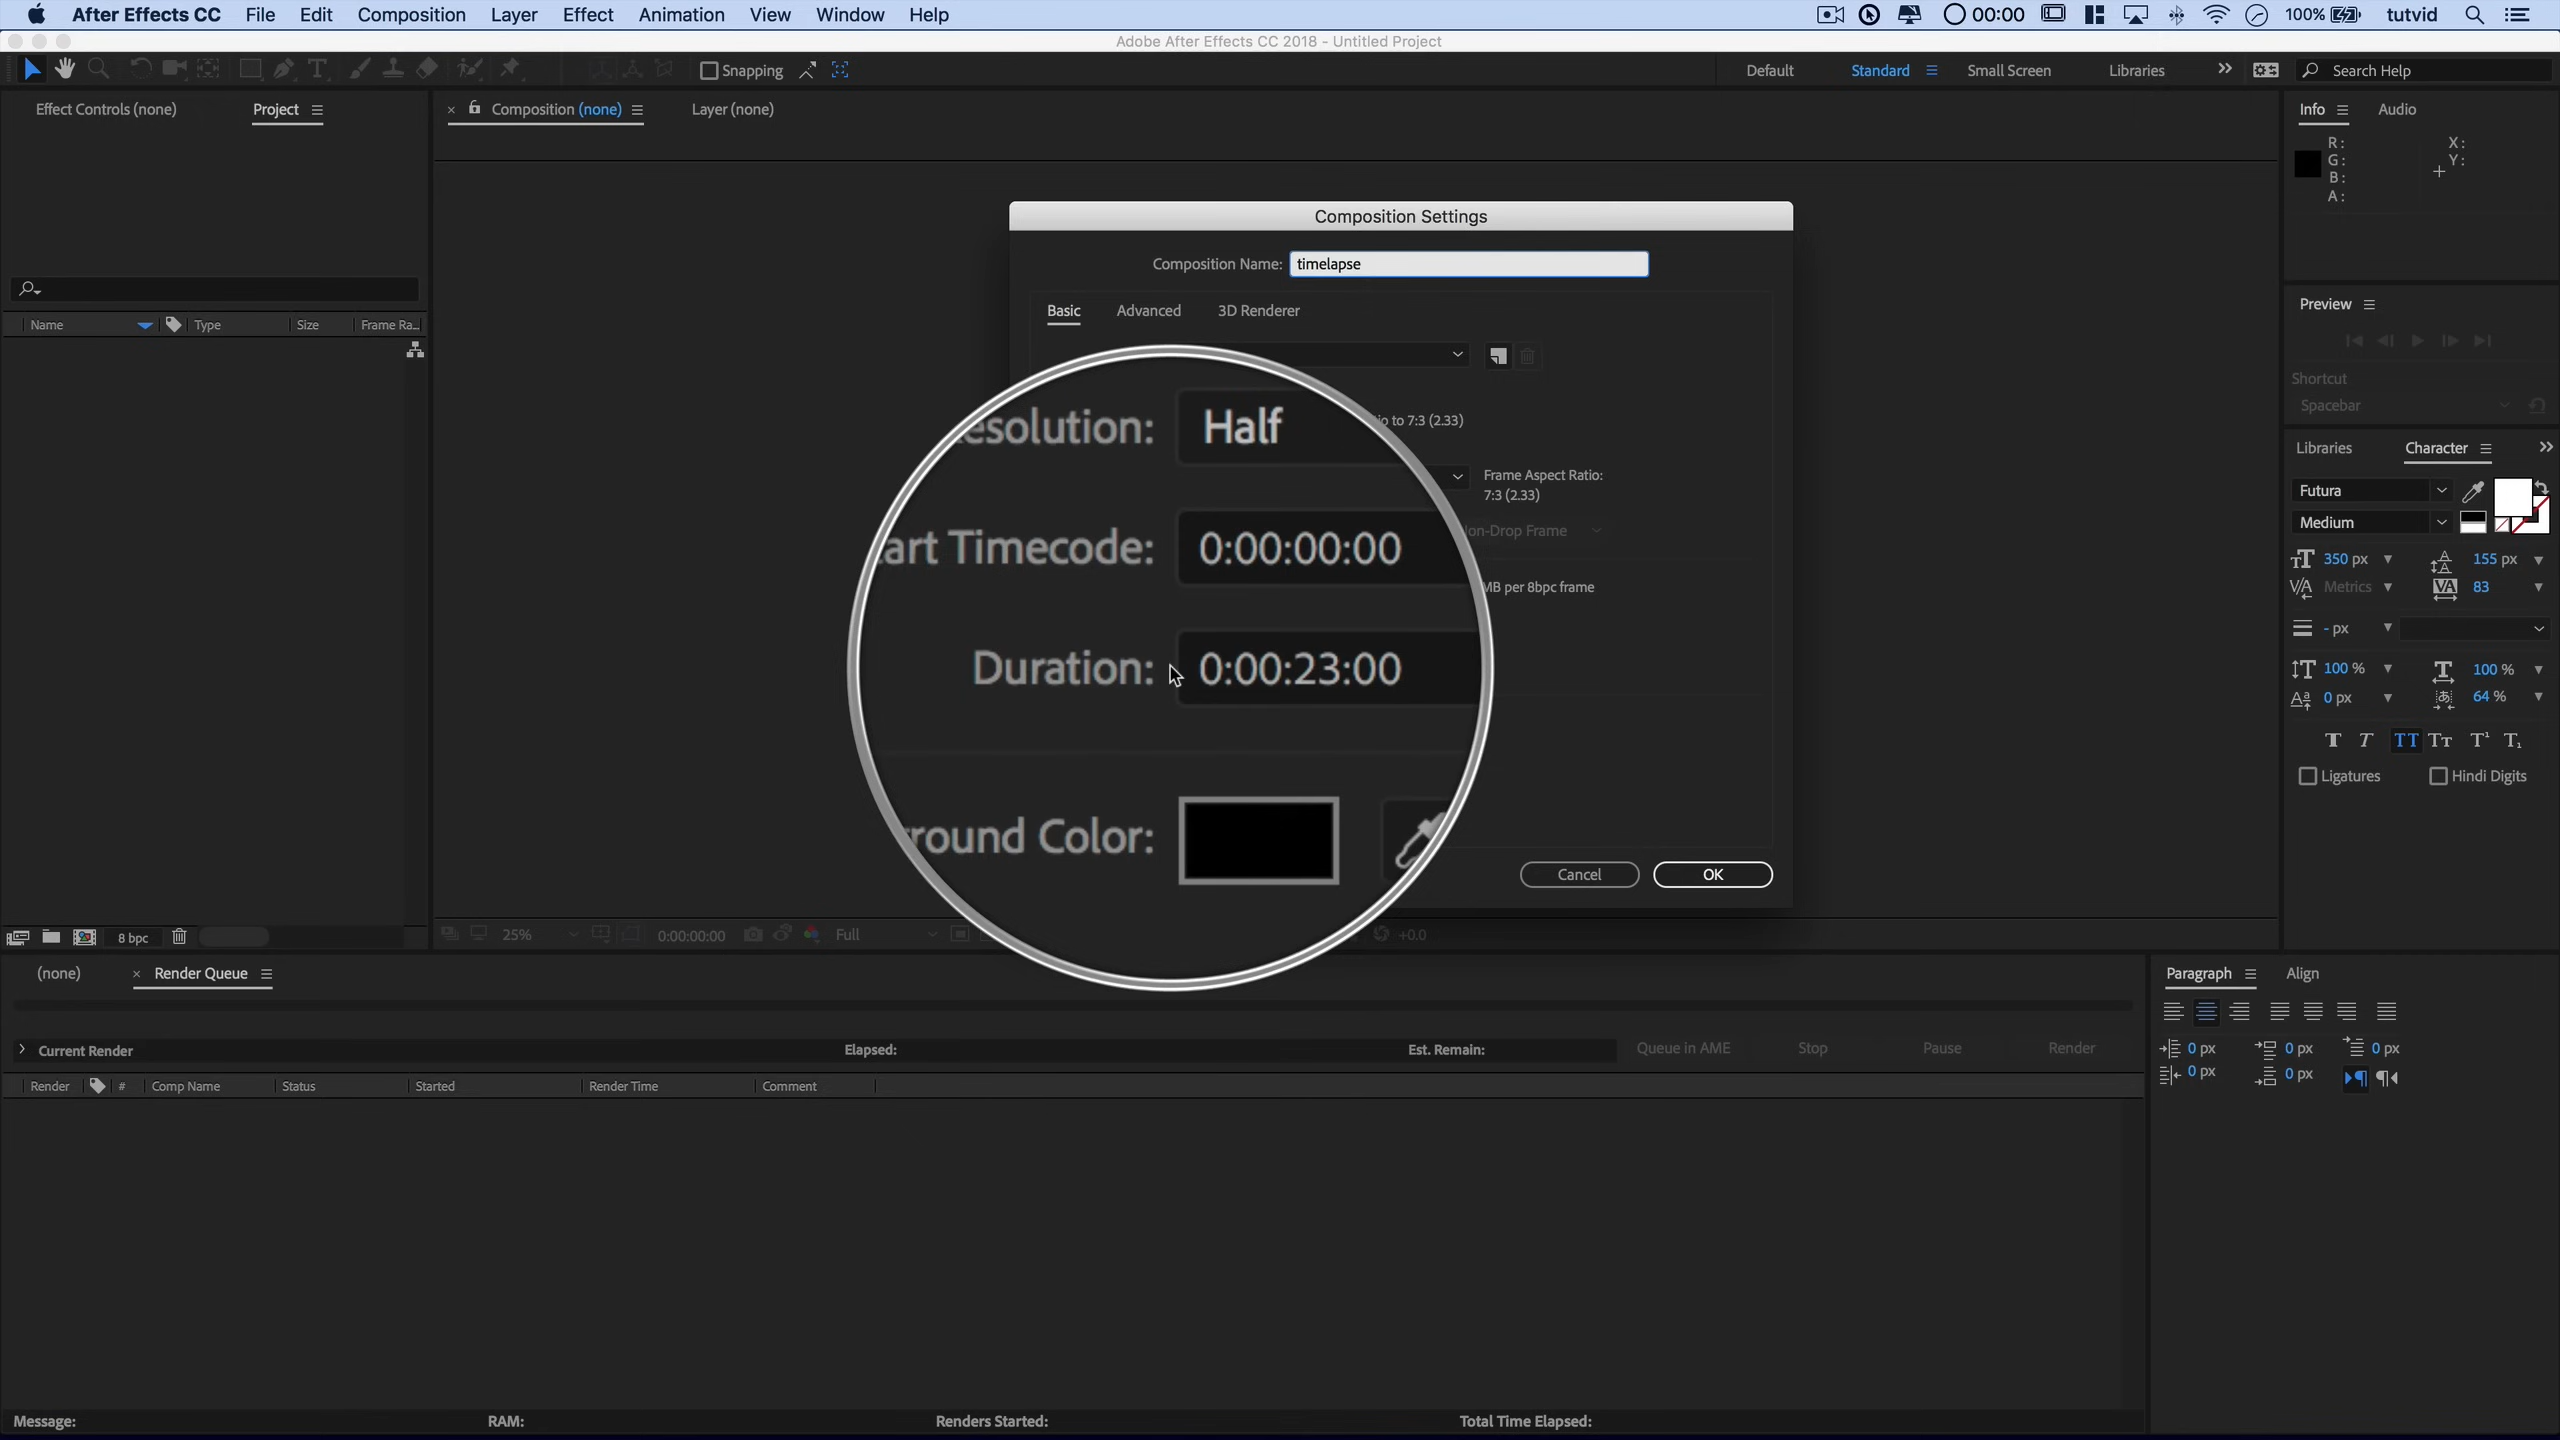 After Effects CC File Edit Composition Layer Effect Animation View Window Help 00:00 100% tutvid
Adobe After Effects CC 2018 - Untitled Project
Snapping Default Standard Small Screen Libraries Search Help
Effect Controls (none) Project Composition (none) Layer (none) Info Audio
R: X:
G: Y:
B:
A:
Composition Settings
Composition Name: timelapse
Basic Advanced 3D Renderer
Name Type Size Frame Ra...
Preview
Shortcut
Spacebar
io to 7:3 (2.33)
Frame Aspect Ratio:
7:3 (2.33)
on-Drop Frame
MB per 8bpc frame
esolution: Half
art Timecode: 0:00:00:00
Duration: 0:00:23:00
round Color:
Cancel OK
Libraries Character
Futura
Medium
350 px 155 px
Metrics 83
- px
100 % 100 %
0 px 64 %
Ligatures Hindi Digits
8 bpc 25% 0:00:00:00 Full +0.0
(none) Render Queue
Current Render Elapsed: Est. Remain: Queue in AME Stop Pause Render
Render # Comp Name Status Started Render Time Comment
Paragraph Align
0 px 0 px 0 px
0 px 0 px
Message: RAM: Renders Started: Total Time Elapsed: